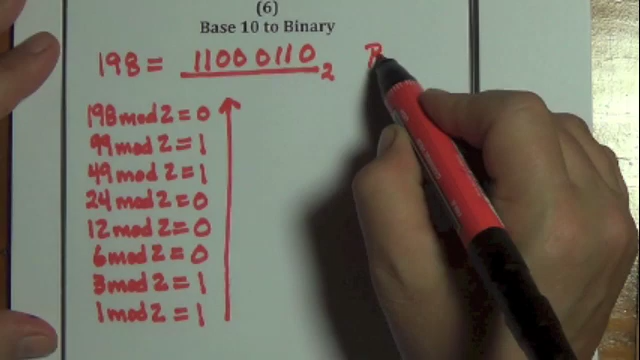 (6)
Base 10 to Binary
198 = 11000110₂
198 mod 2 = 0
99 mod 2 = 1
49 mod 2 = 1
24 mod 2 = 0
12 mod 2 = 0
6 mod 2 = 0
3 mod 2 = 1
1 mod 2 = 1